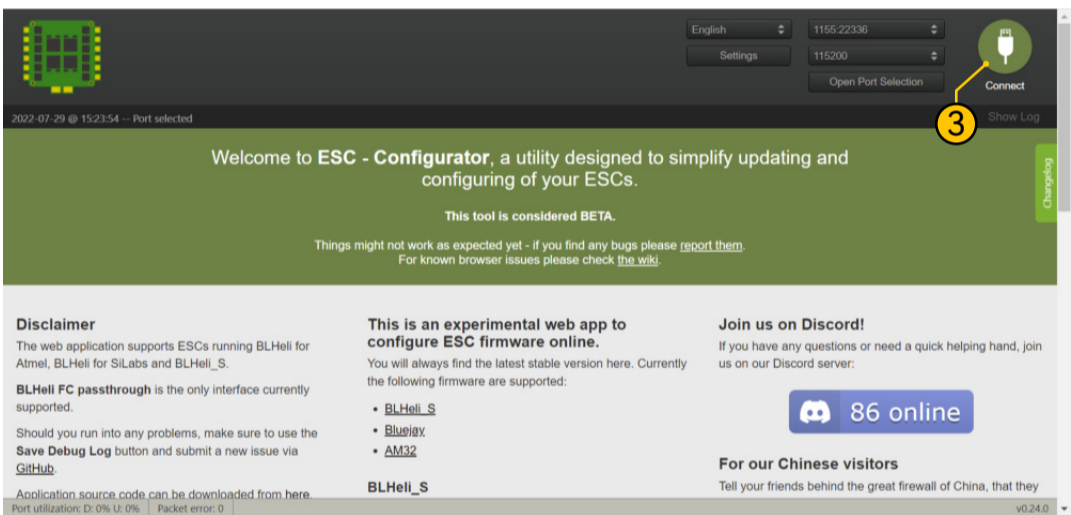 English
1155:22336
Settings
115200
Open Port Selection
Connect
3
2022-07-29 @ 15:23:54 -- Port selected
Show Log
Welcome to ESC - Configurator, a utility designed to simplify updating and
configuring of your ESCs.
This tool is considered BETA.
Things might not work as expected yet - if you find any bugs please report them.
For known browser issues please check the wiki.
Changelog
Disclaimer
The web application supports ESCs running BLHeli for
Atmel, BLHeli for SiLabs and BLHeli_S.
BLHeli FC passthrough is the only interface currently
supported.
Should you run into any problems, make sure to use the
Save Debug Log button and submit a new issue via
GitHub.
Application source code can be downloaded from here.
This is an experimental web app to
configure ESC firmware online.
You will always find the latest stable version here. Currently
the following firmware are supported:
• BLHeli_S
• Bluejay
• AM32
BLHeli_S
Join us on Discord!
If you have any questions or need a quick helping hand, join
us on our Discord server:
86 online
For our Chinese visitors
Tell your friends behind the great firewall of China, that they
Port utilization: D: 0% U: 0%
Packet error: 0
v0.24.0